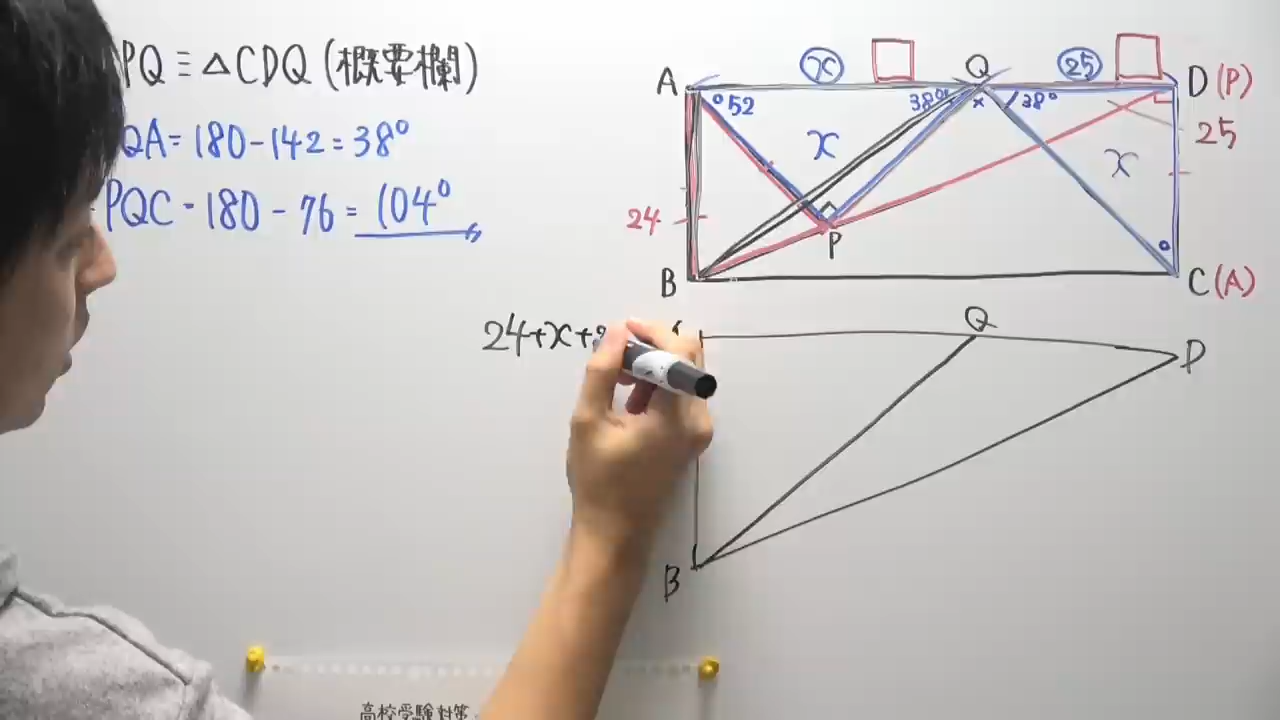 PQ≡△CDQ(概要欄)
QA=180-142=38°
PQC-180-76=104°
x
Q
25
A
D(P)
°52
38°
x
38°
25
x
x
24
P
B
C(A)
24+x+
Q
D
B
高校受験対策